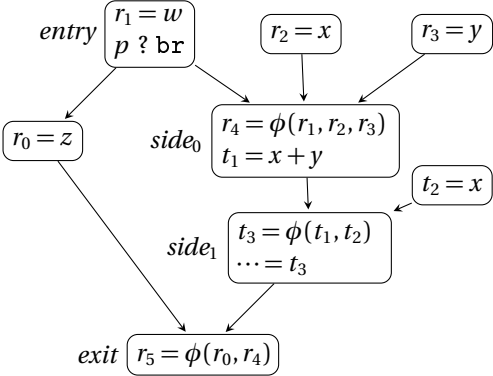 entry
r₁ = w
p ? br
r₂ = x
r₃ = y
r₀ = z
side₀
r₄ = ϕ(r₁, r₂, r₃)
t₁ = x + y
t₂ = x
side₁
t₃ = ϕ(t₁, t₂)
⋯ = t₃
exit
r₅ = ϕ(r₀, r₄)